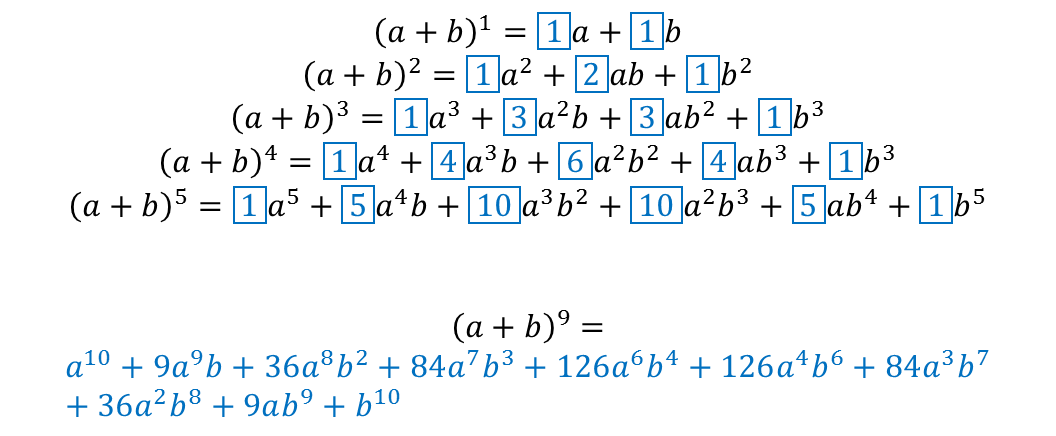 (a + b)¹ = 1a + 1b
(a + b)² = 1a² + 2ab + 1b²
(a + b)³ = 1a³ + 3a²b + 3ab² + 1b³
(a + b)⁴ = 1a⁴ + 4a³b + 6a²b² + 4ab³ + 1b³
(a + b)⁵ = 1a⁵ + 5a⁴b + 10a³b² + 10a²b³ + 5ab⁴ + 1b⁵
(a + b)⁹ =
a¹⁰ + 9a⁹b + 36a⁸b² + 84a⁷b³ + 126a⁶b⁴ + 126a⁴b⁶ + 84a³b⁷
+ 36a²b⁸ + 9ab⁹ + b¹⁰